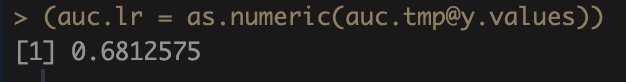 > (auc.lr = as.numeric(auc.tmp@y.values))
[1] 0.6812575